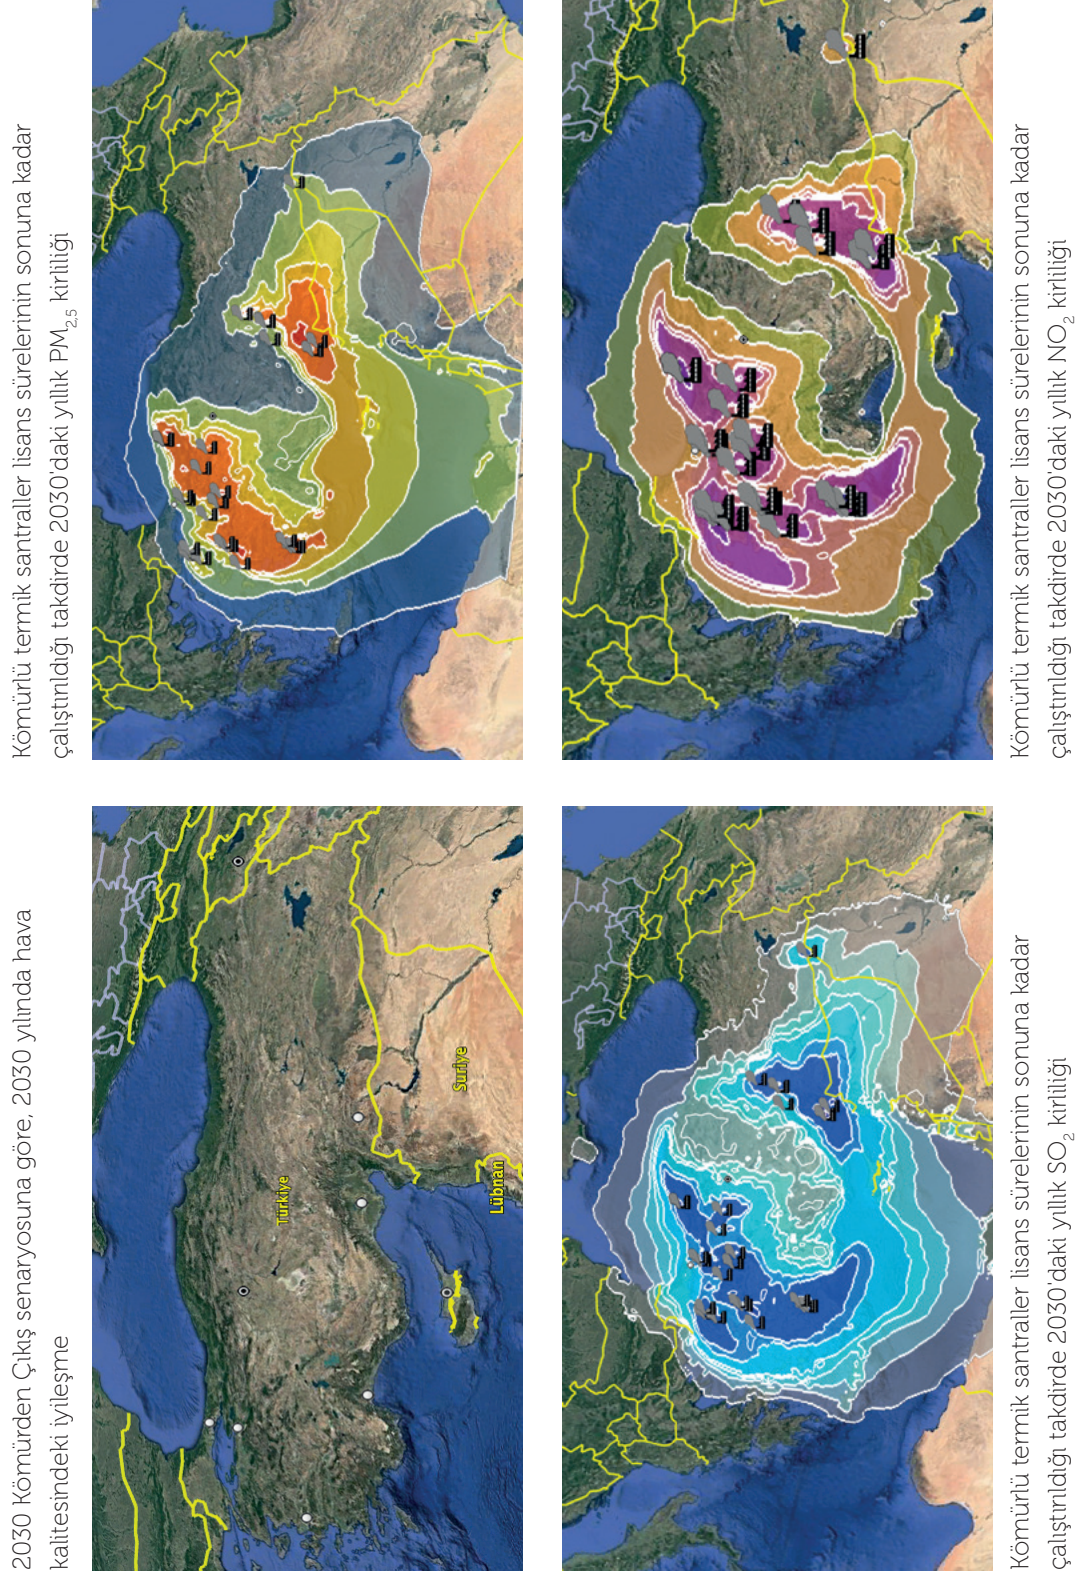 2030 Kömürden Çıkış senaryosuna göre, 2030 yılında hava
kalitesindeki iyileşme
Türkiye
Suriye
Lübnan
Kömürlü termik santraller lisans sürelerinin sonuna kadar
çalıştırıldığı takdirde 2030'daki yıllık PM2,5 kirliliği
Kömürlü termik santraller lisans sürelerinin sonuna kadar
çalıştırıldığı takdirde 2030'daki yıllık SO2 kirliliği
Kömürlü termik santraller lisans sürelerinin sonuna kadar
çalıştırıldığı takdirde 2030'daki yıllık NO2 kirliliği